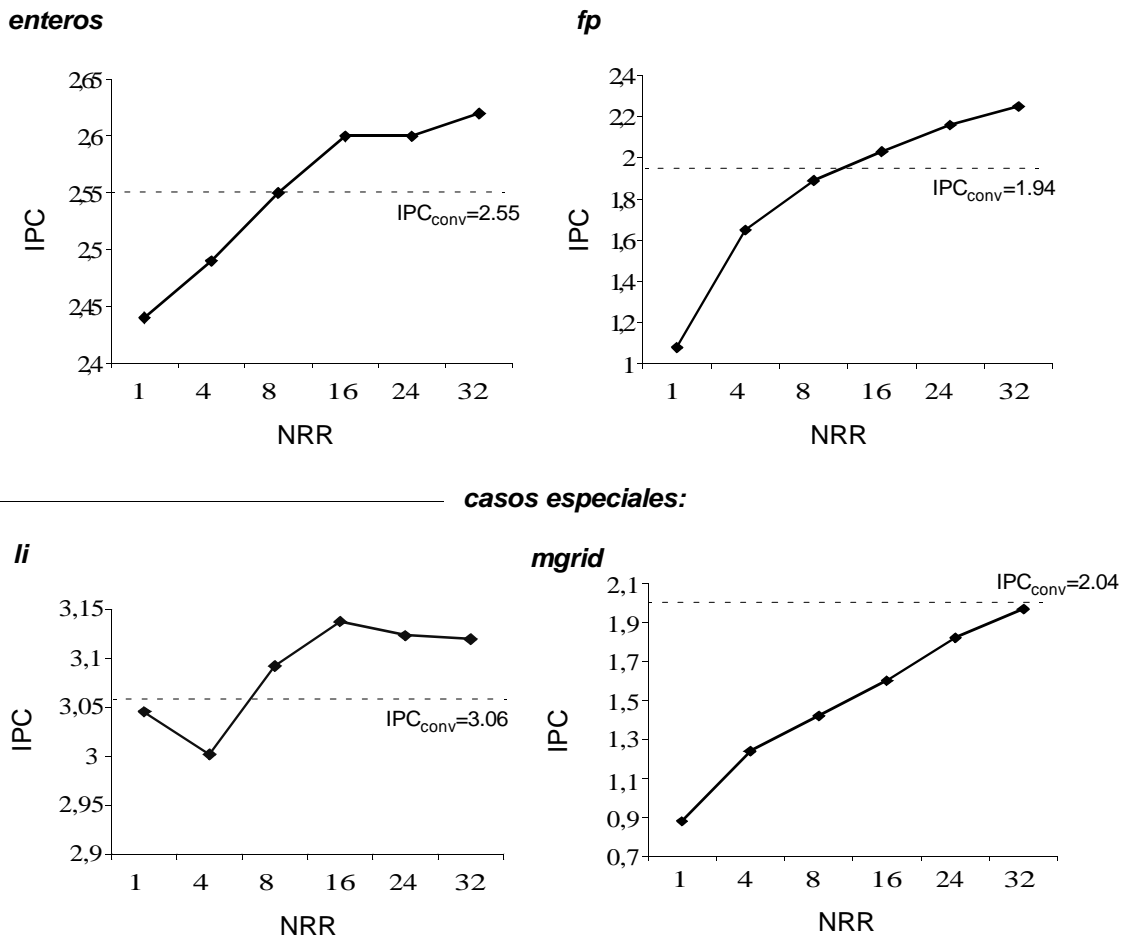 enteros
2,65
2,6
2,55
2,5
2,45
2,4
IPC
IPCconv=2.55
1 4 8 16 24 32
NRR
fp
2,4
2,2
2
1,8
1,6
1,4
1,2
1
IPC
IPCconv=1.94
1 4 8 16 24 32
NRR
casos especiales:
li
3,15
3,1
3,05
3
2,95
2,9
IPC
IPCconv=3.06
1 4 8 16 24 32
NRR
mgrid
2,1
1,9
1,7
1,5
1,3
1,1
0,9
0,7
IPC
IPCconv=2.04
1 4 8 16 24 32
NRR